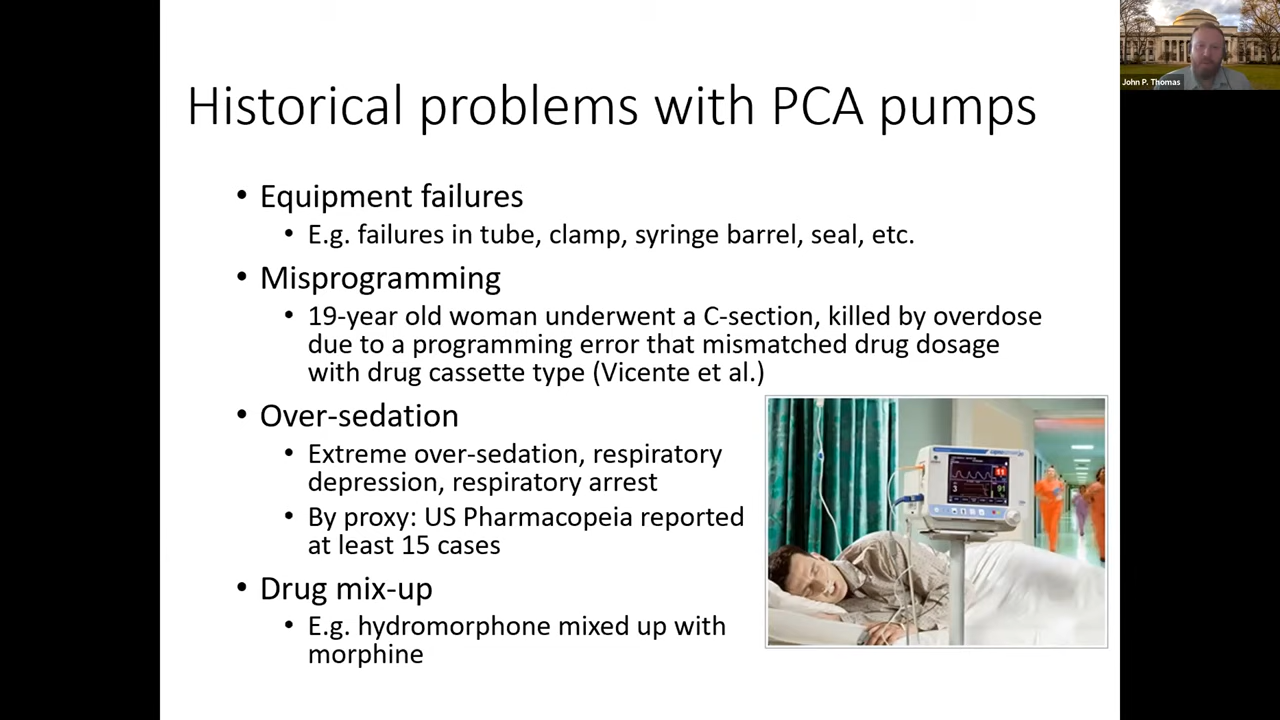 John P. Thomas
Historical problems with PCA pumps
• Equipment failures
• E.g. failures in tube, clamp, syringe barrel, seal, etc.
• Misprogramming
• 19-year old woman underwent a C-section, killed by overdose
due to a programming error that mismatched drug dosage
with drug cassette type (Vicente et al.)
• Over-sedation
• Extreme over-sedation, respiratory
depression, respiratory arrest
• By proxy: US Pharmacopeia reported
at least 15 cases
• Drug mix-up
• E.g. hydromorphone mixed up with
morphine
11
3
91